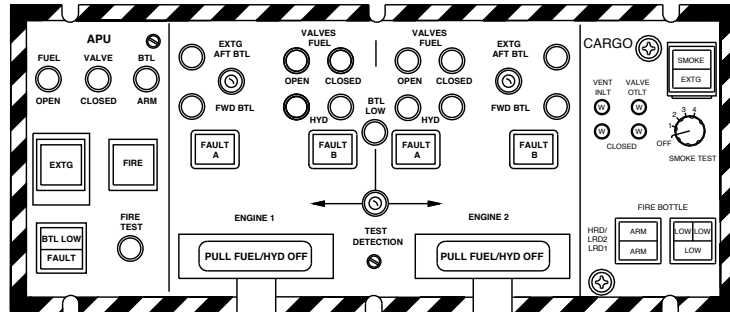 APU
FUEL VALVE BTL
OPEN CLOSED ARM
EXTG
FIRE
BTL LOW
FAULT
FIRE
TEST
EXTG
AFT BTL
FWD BTL
VALVES
FUEL
OPEN CLOSED
HYD
FAULT
A
FAULT
B
BTL
LOW
VALVES
FUEL
OPEN CLOSED
HYD
EXTG
AFT BTL
FWD BTL
FAULT
A
FAULT
B
ENGINE 1
PULL FUEL/HYD OFF
TEST
DETECTION
ENGINE 2
PULL FUEL/HYD OFF
CARGO
SMOKE
EXTG
VENT VALVE
INLT OTLT
W W
W W
CLOSED
OFF 1 2 3 4
SMOKE TEST
FIRE BOTTLE
HRD/
LRD2
LRD1
ARM
ARM
LOW LOW
LOW